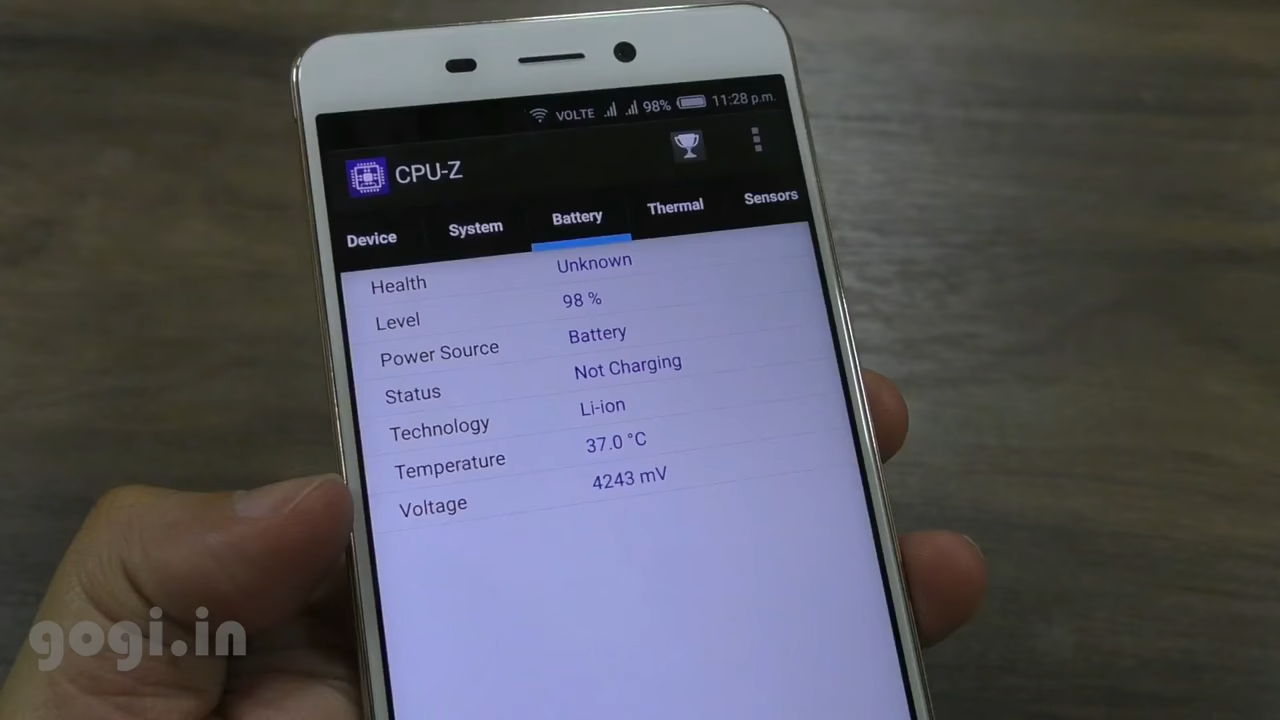 VOLTE 98% 11:28 p.m.
CPU-Z
Device System Battery Thermal Sensors
Health Unknown
Level 98 %
Power Source Battery
Status Not Charging
Technology Li-ion
Temperature 37.0 °C
Voltage 4243 mV
gogi.in